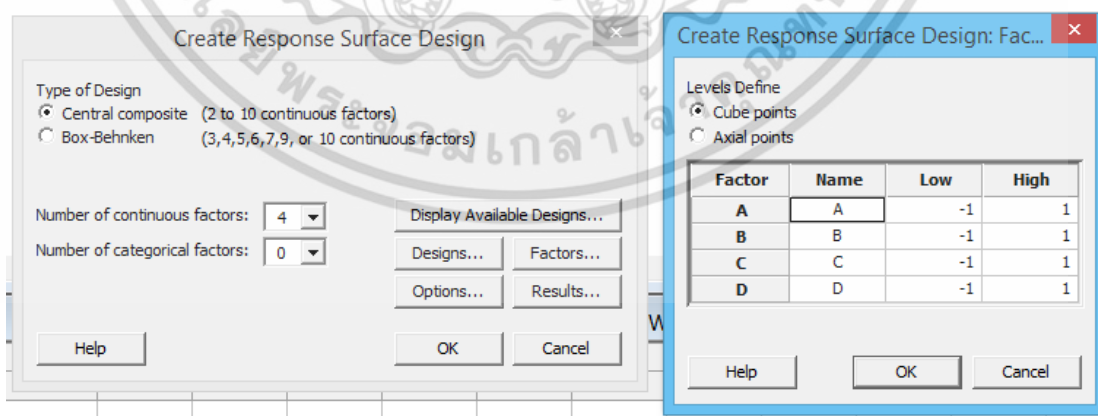 Create Response Surface Design
Type of Design
Central composite (2 to 10 continuous factors)
Box-Behnken (3,4,5,6,7,9, or 10 continuous factors)
Number of continuous factors: 4
Number of categorical factors: 0
Display Available Designs...
Designs... Factors...
Options... Results...
Help OK Cancel
Create Response Surface Design: Fac...
Levels Define
Cube points
Axial points
Factor Name Low High
A A -1 1
B B -1 1
C C -1 1
D D -1 1
Help OK Cancel
W